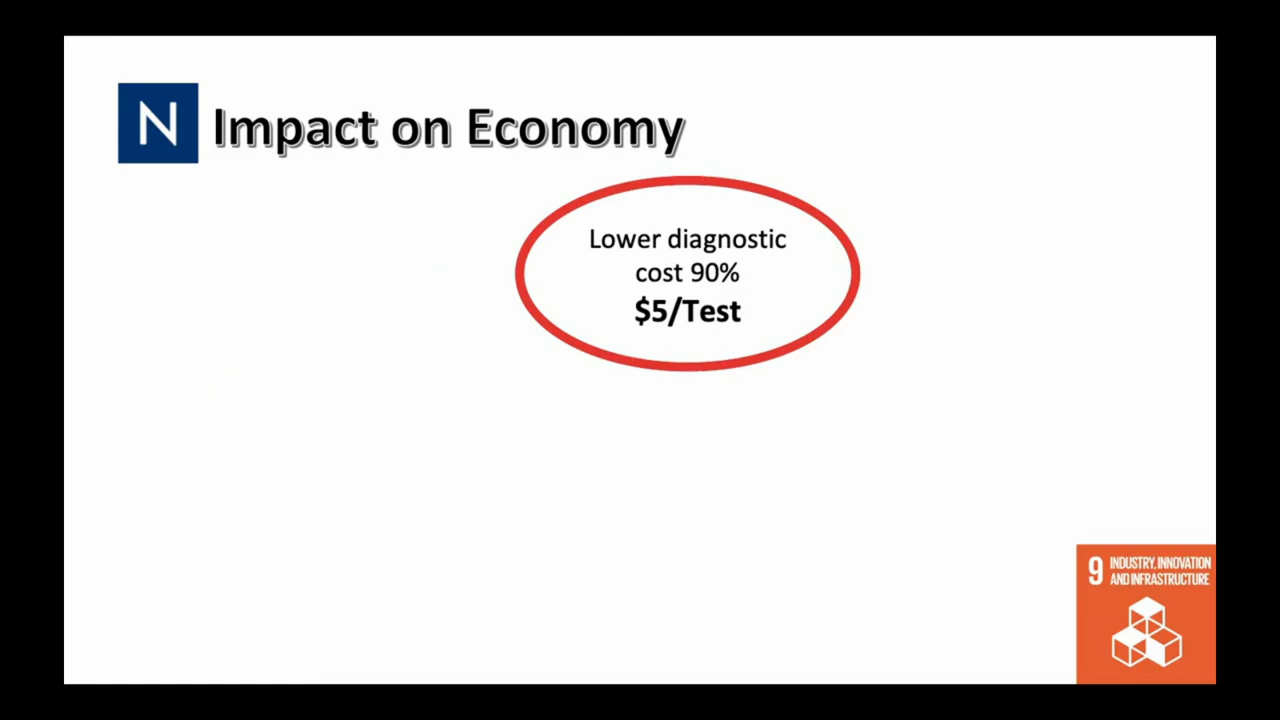 N Impact on Economy
Lower diagnostic
cost 90%
$5/Test
9 INDUSTRY, INNOVATION
AND INFRASTRUCTURE